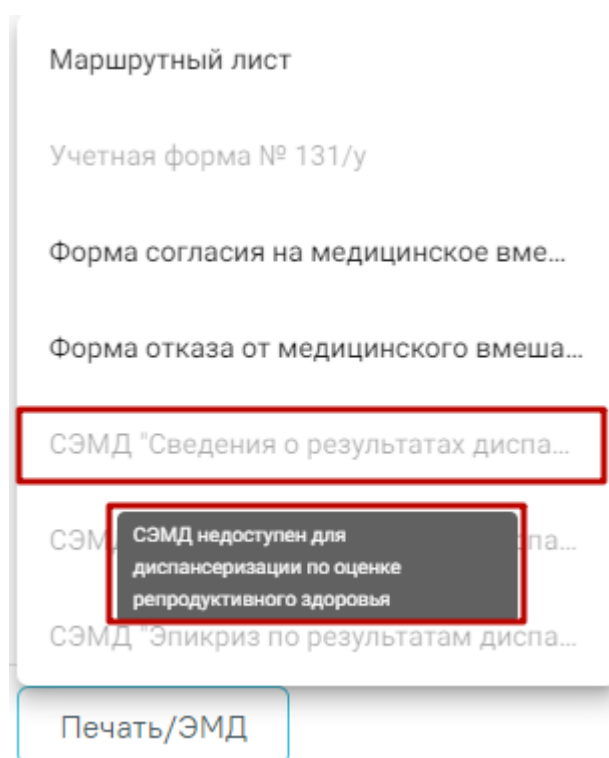 Маршрутный лист
Учетная форма № 131/у
Форма согласия на медицинское вме...
Форма отказа от медицинского вмеша...
СЭМД "Сведения о результатах диспа...
СЭМД недоступен для
диспансеризации по оценке
репродуктивного здоровья
СЭМД "Эпикриз по результатам диспа...
Печать/ЭМД